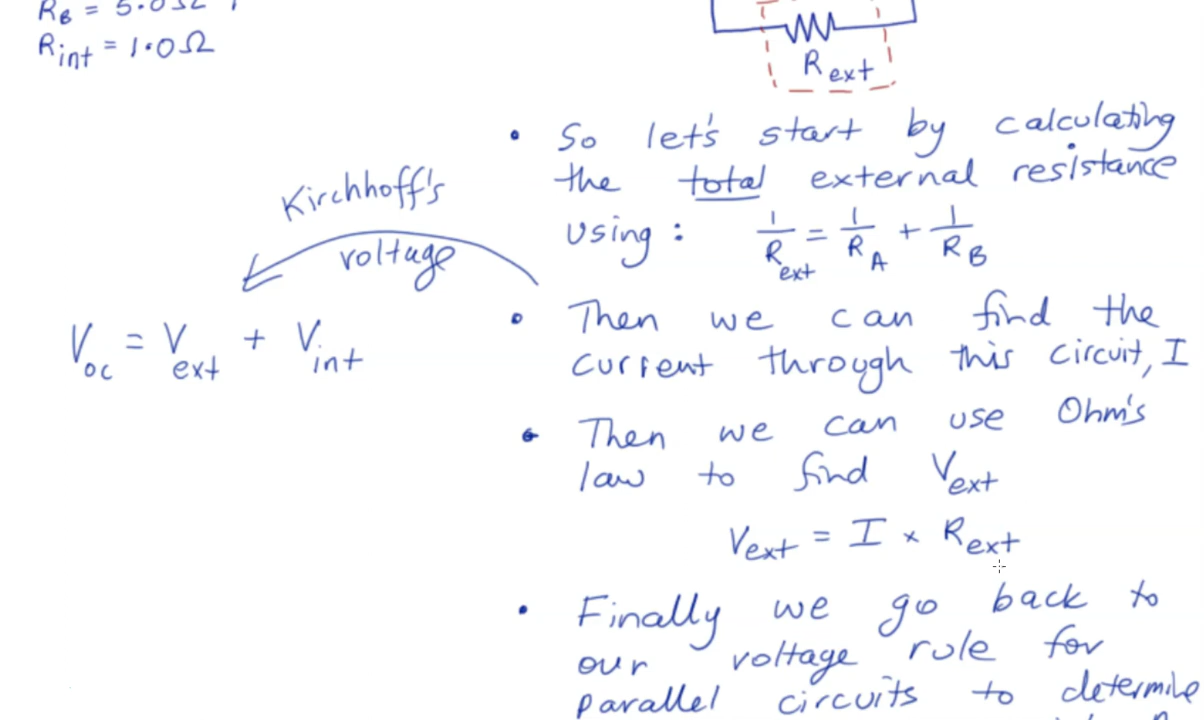 R_B = 5.0Ω
R_int = 1.0Ω
R_ext
• So let's start by calculating
the total external resistance
using: 1/R_ext = 1/R_A + 1/R_B
Kirchhoff's
voltage
V_oc = V_ext + V_int
• Then we can find the
current through this circuit, I
• Then we can use Ohm's
law to find V_ext
V_ext = I × R_ext
• Finally we go back to
our voltage rule for
parallel circuits to determine